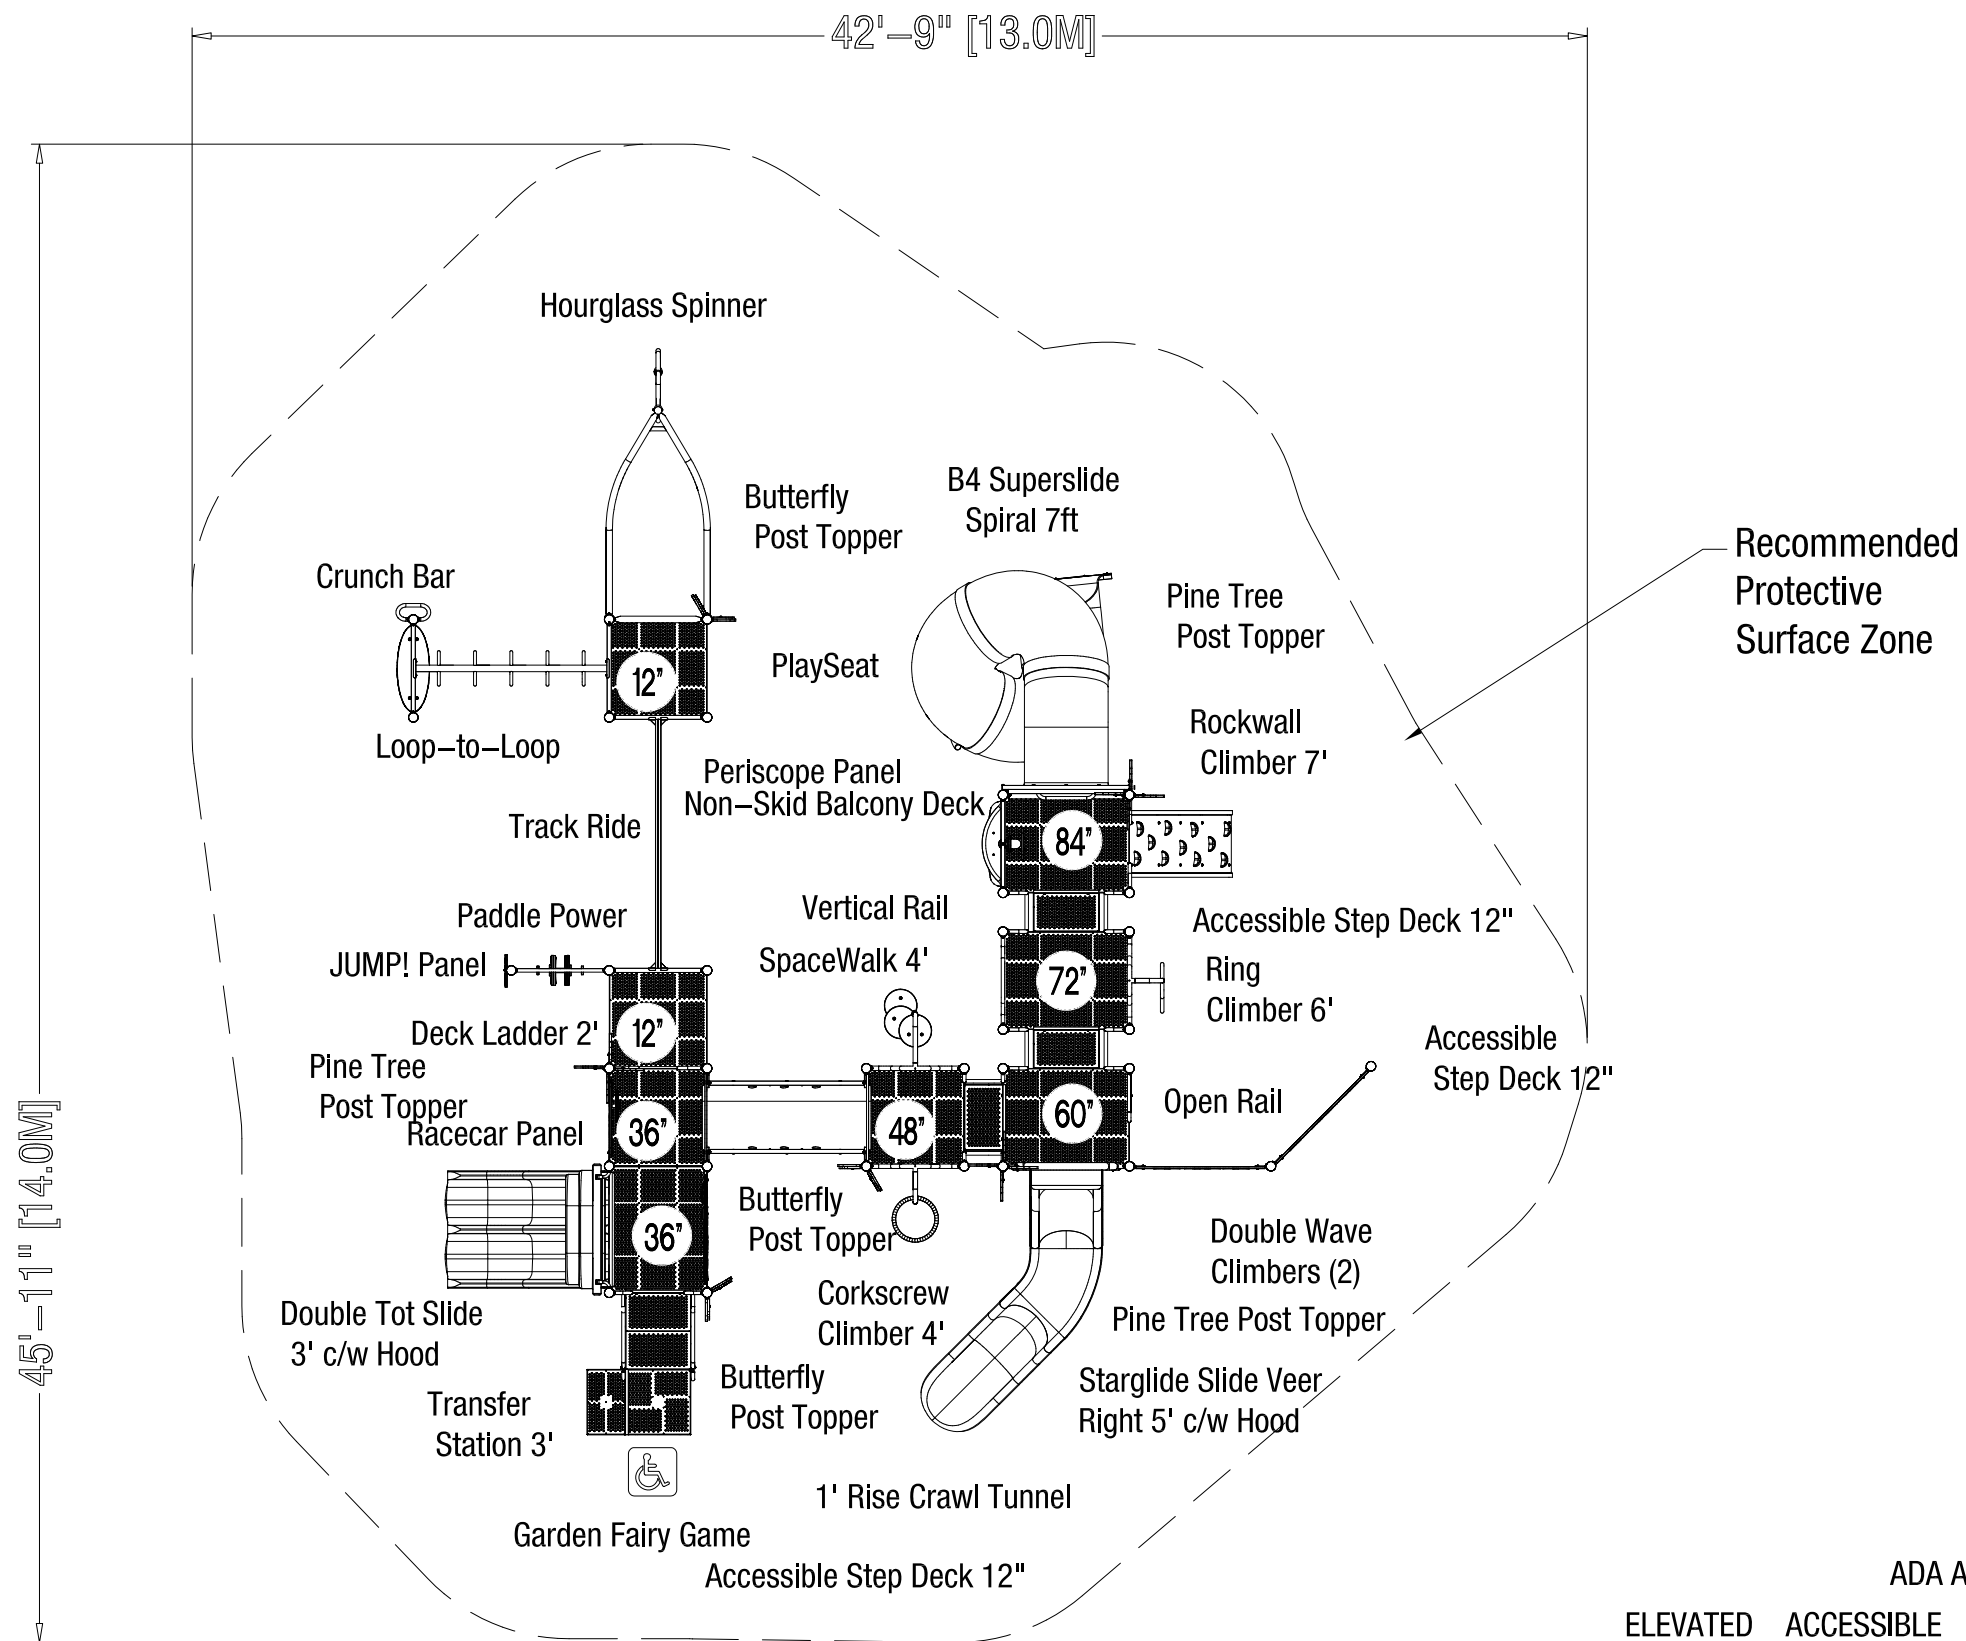 42'–9" [13.0M]
Hourglass Spinner
B4 Superslide
Spiral 7ft
Butterfly
Post Topper
Recommended
Protective
Surface Zone
Crunch Bar
Pine Tree
Post Topper
12”
PlaySeat
Loop–to–Loop
Rockwall
Climber 7'
Periscope Panel
Non–Skid Balcony Deck
Track Ride
84”
Paddle Power
Vertical Rail
Accessible Step Deck 12"
JUMP! Panel
SpaceWalk 4'
72”
Ring
Climber 6'
Deck Ladder 2'
12”
Accessible
Step Deck 12"
Pine Tree
Post Topper
Open Rail
Racecar Panel
36”
48”
60”
45'–11" [14.0M]
36”
Butterfly
Post Topper
Double Wave
Climbers (2)
Corkscrew
Climber 4'
Pine Tree Post Topper
Double Tot Slide
3' c/w Hood
Butterfly
Post Topper
Starglide Slide Veer
Right 5' c/w Hood
Transfer
Station 3'
1' Rise Crawl Tunnel
Garden Fairy Game
Accessible Step Deck 12"
ADA A
ELEVATED ACCESSIBLE